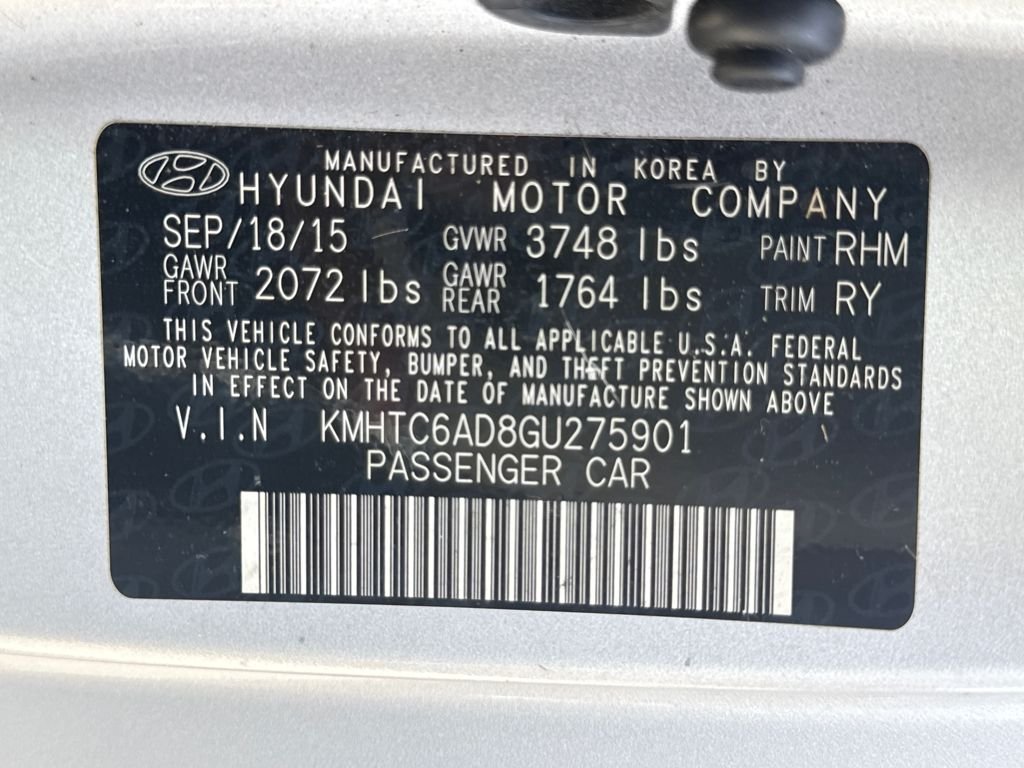 MANUFACTURED IN KOREA BY
HYUNDAI MOTOR COMPANY
SEP/18/15 GVWR 3748 lbs PAINT RHM
GAWR FRONT 2072 lbs GAWR REAR 1764 lbs TRIM RY
THIS VEHICLE CONFORMS TO ALL APPLICABLE U.S.A. FEDERAL
MOTOR VEHICLE SAFETY, BUMPER, AND THEFT PREVENTION STANDARDS
IN EFFECT ON THE DATE OF MANUFACTURE SHOWN ABOVE
V.I.N KMHTC6AD8GU275901
PASSENGER CAR